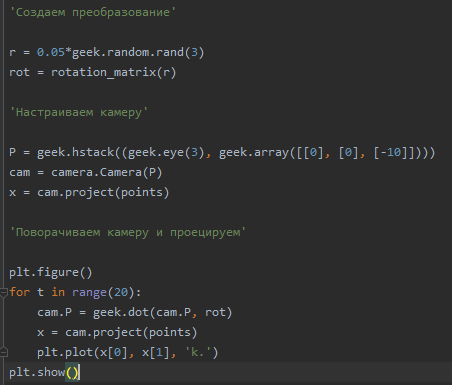 'Создаем преобразование'
r = 0.05*geek.random.rand(3)
rot = rotation_matrix(r)
'Настраиваем камеру'
P = geek.hstack((geek.eye(3), geek.array([[0], [0], [-10]])))
cam = camera.Camera(P)
x = cam.project(points)
'Поворачиваем камеру и проецируем'
plt.figure()
for t in range(20):
cam.P = geek.dot(cam.P, rot)
x = cam.project(points)
plt.plot(x[0], x[1], 'k.')
plt.show()